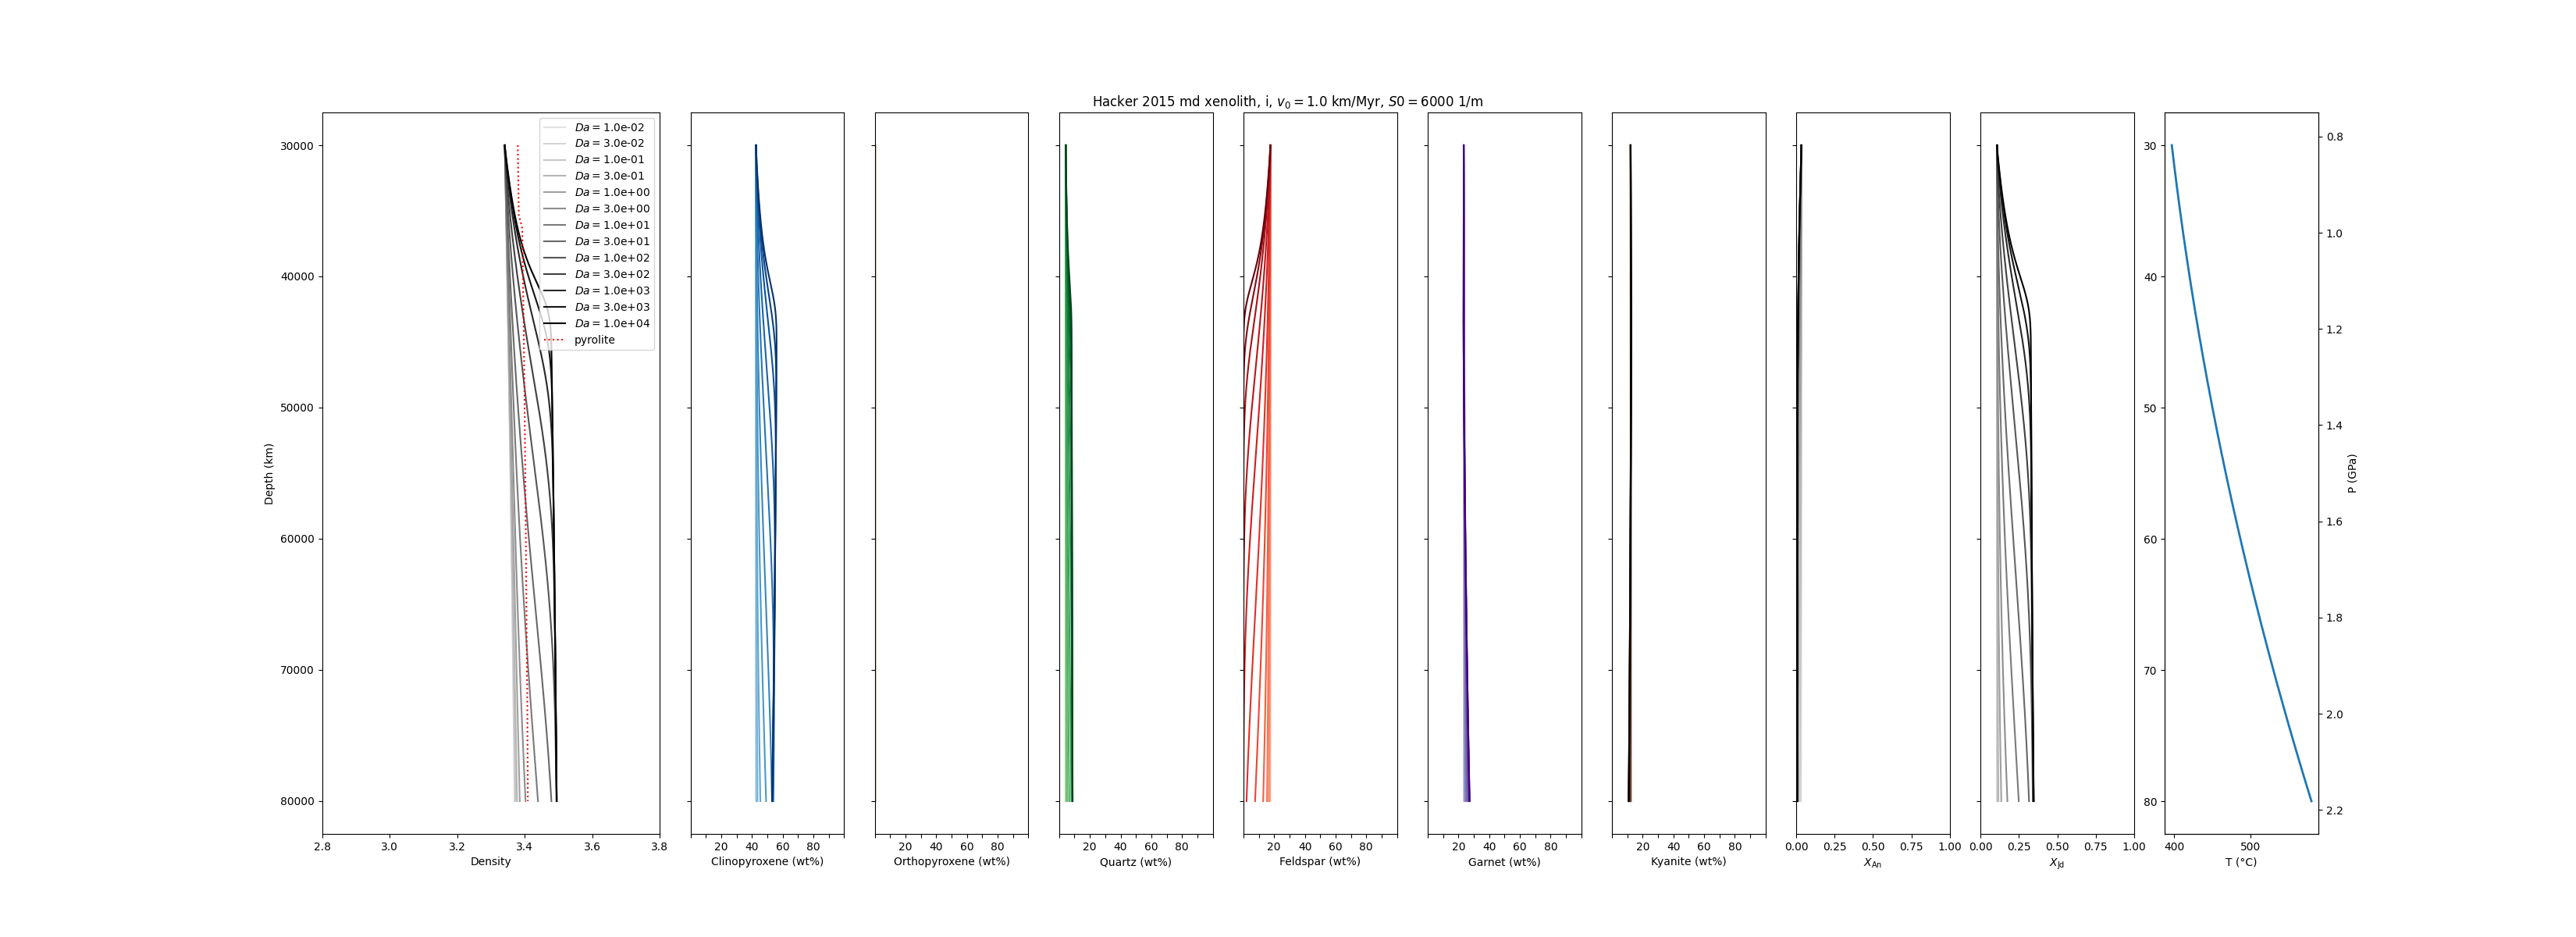 Hacker 2015 md xenolith, i, v₀ = 1.0 km/Myr, S0 = 6000 1/m
Da = 1.0e-02
Da = 3.0e-02
Da = 1.0e-01
Da = 3.0e-01
Da = 1.0e+00
Da = 3.0e+00
Da = 1.0e+01
Da = 3.0e+01
Da = 1.0e+02
Da = 3.0e+02
Da = 1.0e+03
Da = 3.0e+03
Da = 1.0e+04
pyrolite
30000
40000
50000
60000
70000
80000
Depth (km)
2.8 3.0 3.2 3.4 3.6 3.8
Density
20 40 60 80
Clinopyroxene (wt%)
20 40 60 80
Orthopyroxene (wt%)
20 40 60 80
Quartz (wt%)
20 40 60 80
Feldspar (wt%)
20 40 60 80
Garnet (wt%)
20 40 60 80
Kyanite (wt%)
0.00 0.25 0.50 0.75 1.00
X_An
0.00 0.25 0.50 0.75 1.00
X_Jd
30
40
50
60
70
80
400 500
T (°C)
0.8
1.0
1.2
1.4
1.6
1.8
2.0
2.2
P (GPa)